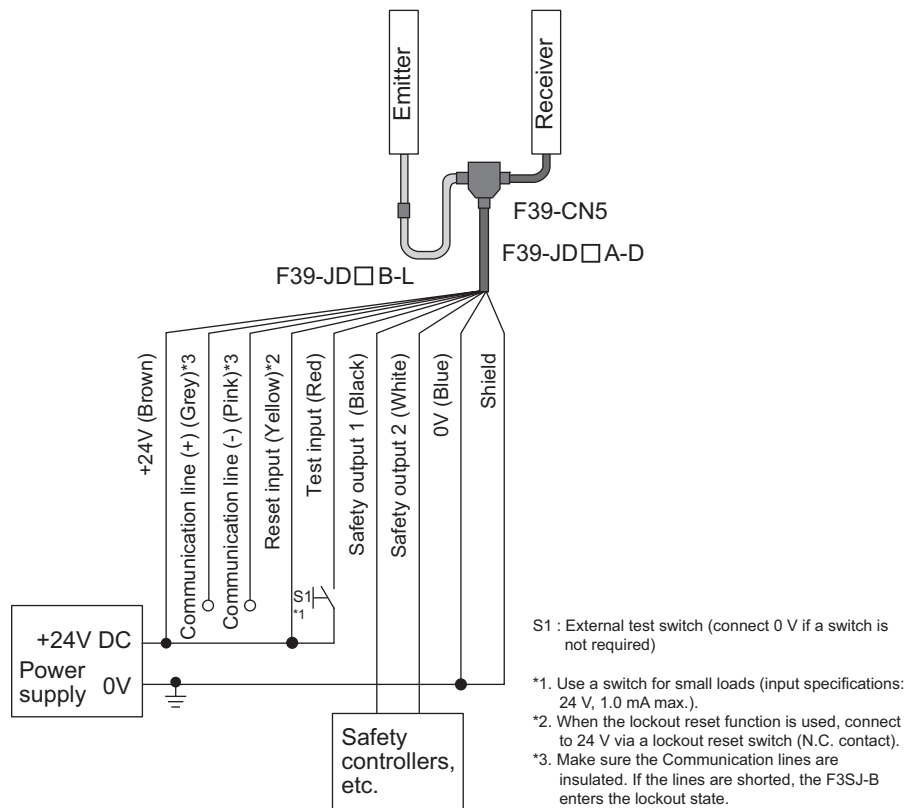 Emitter
Receiver
F39-CN5
F39-JD□A-D
F39-JD□B-L
+24V (Brown)
Communication line (+) (Grey)*3
Communication line (-) (Pink)*3
Reset input (Yellow)*2
Test input (Red)
Safety output 1 (Black)
Safety output 2 (White)
0V (Blue)
Shield
S1
*1
+24V DC
Power
supply 0V
Safety
controllers,
etc.
S1 : External test switch (connect 0 V if a switch is
not required)
*1. Use a switch for small loads (input specifications:
24 V, 1.0 mA max.).
*2. When the lockout reset function is used, connect
to 24 V via a lockout reset switch (N.C. contact).
*3. Make sure the Communication lines are
insulated. If the lines are shorted, the F3SJ-B
enters the lockout state.